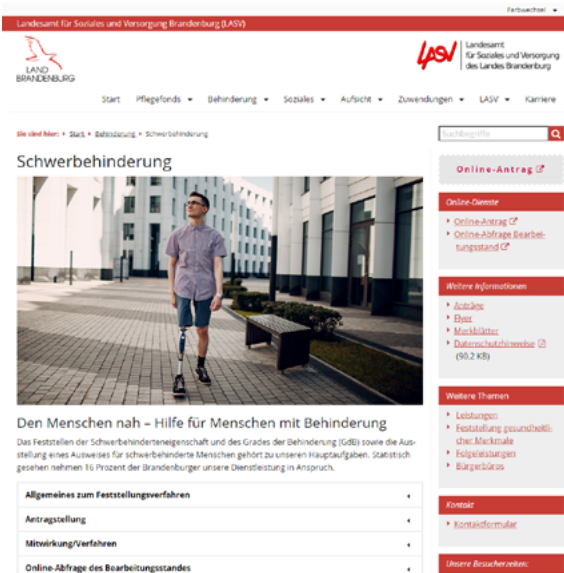 Farbwechsel
Landesamt für Soziales und Versorgung Brandenburg (LASV)
LAND
BRANDENBURG
LASV
Landesamt
für Soziales und Versorgung
des Landes Brandenburg
Start Pflegefonds Behinderung Soziales Aufsicht Zuwendungen LASV Karriere
Sie sind hier: Start Behinderung Schwerbehinderung
Suchbegriffe
Schwerbehinderung
Den Menschen nah – Hilfe für Menschen mit Behinderung
Das Feststellen der Schwerbehinderteneigenschaft und des Grades der Behinderung (GdB) sowie die Aus-
stellung eines Ausweises für schwerbehinderte Menschen gehört zu unseren Hauptaufgaben. Statistisch
gesehen nehmen 16 Prozent der Brandenburger unsere Dienstleistung in Anspruch.
Allgemeines zum Feststellungsverfahren
Antragstellung
Mitwirkung/Verfahren
Online-Abfrage des Bearbeitungsstandes
Online-Antrag
Online-Dienste
Online-Antrag
Online-Abfrage Bearbei-
tungsstand
Weitere Informationen
Anträge
Flyer
Merkblätter
Datenschutzhinweise
(90.2 KB)
Weitere Themen
Leistungen
Feststellung gesundheitli-
cher Merkmale
Folgeleistungen
Bürgerbüros
Kontakt
Kontaktformular
Unsere Besucherzeiten: